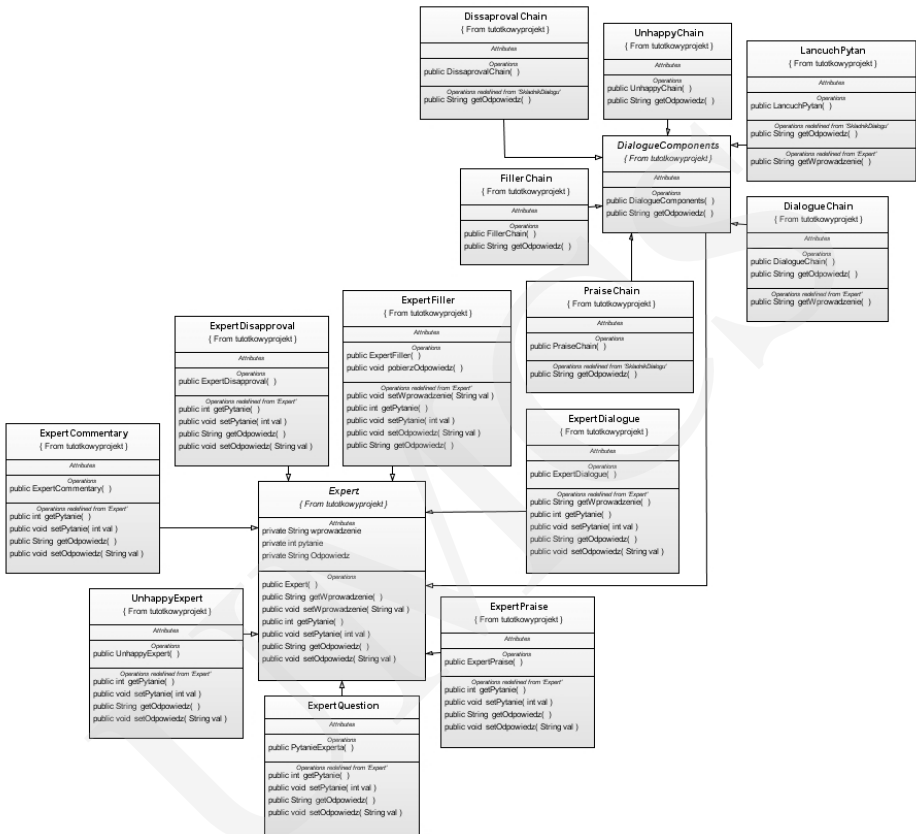 DissaprovalChain
{ From tutotkowyprojekt }
Attributes
Operations
public DissaprovalChain( )
Operations redefined from 'SkladnikDialogu'
public String getOdpowiedz( )
UnhappyChain
{ From tutotkowyprojekt }
Attributes
Operations
public UnhappyChain( )
public String getOdpowiedz( )
LancuchPytan
{ From tutotkowyprojekt }
Attributes
Operations
public LancuchPytan( )
Operations redefined from 'SkladnikDialogu'
public String getOdpowiedz( )
Operations redefined from 'Expert'
public String getWprowadzenie( )
DialogueComponents
{ From tutotkowyprojekt }
Attributes
Operations
public DialogueComponents( )
public String getOdpowiedz( )
FillerChain
{ From tutotkowyprojekt }
Attributes
Operations
public FillerChain( )
public String getOdpowiedz( )
DialogueChain
{ From tutotkowyprojekt }
Attributes
Operations
public DialogueChain( )
public String getOdpowiedz( )
Operations redefined from 'Expert'
public String getWprowadzenie( )
PraiseChain
{ From tutotkowyprojekt }
Attributes
Operations
public PraiseChain( )
Operations redefined from 'SkladnikDialogu'
public String getOdpowiedz( )
ExpertFiller
{ From tutotkowyprojekt }
Attributes
Operations
public ExpertFiller( )
public void pobierzOdpowiedz( )
Operations redefined from 'Expert'
public void setWprowadzenie( String val )
public int getPytanie( )
public void setPytanie( int val )
public void setOdpowiedz( String val )
public String getOdpowiedz( )
ExpertDisapproval
{ From tutotkowyprojekt }
Attributes
Operations
public ExpertDisapproval( )
Operations redefined from 'Expert'
public int getPytanie( )
public void setPytanie( int val )
public String getOdpowiedz( )
public void setOdpowiedz( String val )
ExpertCommentary
{ From tutotkowyprojekt }
Attributes
Operations
public ExpertCommentary( )
Operations redefined from 'Expert'
public int getPytanie( )
public void setPytanie( int val )
public String getOdpowiedz( )
public void setOdpowiedz( String val )
ExpertDialogue
{ From tutotkowyprojekt }
Attributes
Operations
public ExpertDialogue( )
Operations redefined from 'Expert'
public String getWprowadzenie( )
public int getPytanie( )
public void setPytanie( int val )
public String getOdpowiedz( )
public void setOdpowiedz( String val )
Expert
{ From tutotkowyprojekt }
Attributes
private String wprowadzenie
private int pytanie
private String Odpowiedz
Operations
public Expert( )
public String getWprowadzenie( )
public void setWprowadzenie( String val )
public int getPytanie( )
public void setPytanie( int val )
public String getOdpowiedz( )
public void setOdpowiedz( String val )
UnhappyExpert
{ From tutotkowyprojekt }
Attributes
Operations
public UnhappyExpert( )
Operations redefined from 'Expert'
public int getPytanie( )
public void setPytanie( int val )
public String getOdpowiedz( )
public void setOdpowiedz( String val )
ExpertPraise
{ From tutotkowyprojekt }
Attributes
Operations
public ExpertPraise( )
Operations redefined from 'Expert'
public int getPytanie( )
public void setPytanie( int val )
public String getOdpowiedz( )
public void setOdpowiedz( String val )
ExpertQuestion
Attributes
Operations
public PytanieExperta( )
Operations redefined from 'Expert'
public int getPytanie( )
public void setPytanie( int val )
public String getOdpowiedz( )
public void setOdpowiedz( String val )
UMCS